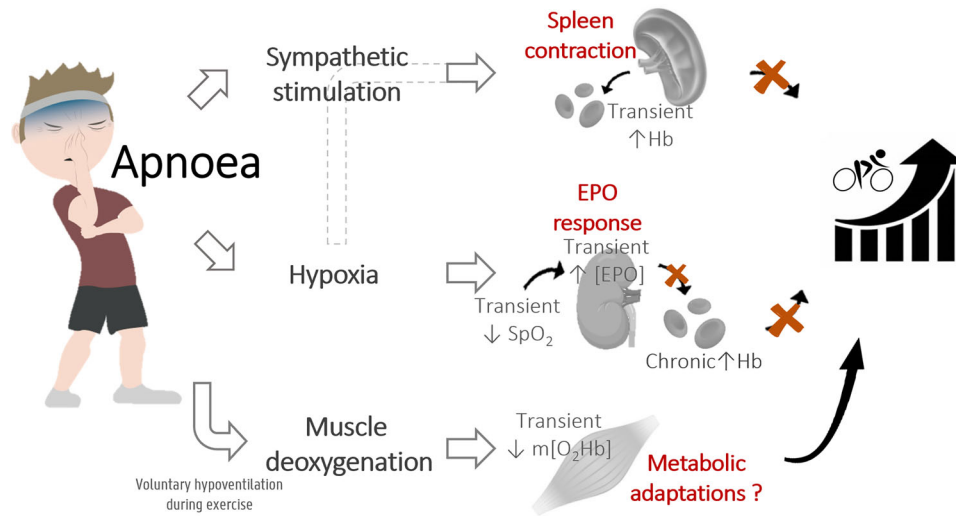 Apnoea
Sympathetic
stimulation
Spleen
contraction
Transient
↑Hb
Hypoxia
EPO
response
Transient
↑ [EPO]
Transient
↓ SpO₂
Chronic↑Hb
Voluntary hypoventilation
during exercise
Muscle
deoxygenation
Transient
↓ m[O₂Hb]
Metabolic
adaptations ?